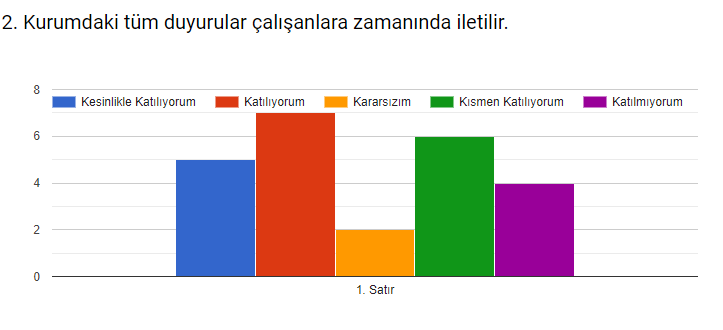 2. Kurumdaki tüm duyurular çalışanlara zamanında iletilir.
8
Kesinlikle Katılıyorum Katılıyorum Kararsızım Kısmen Katılıyorum Katılmıyorum
6
4
2
0
1. Satır